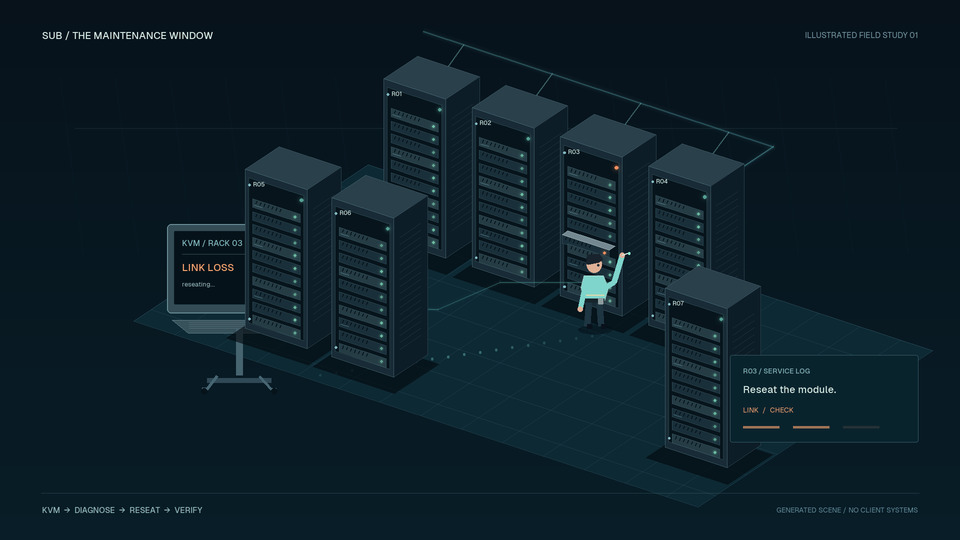 SUB / THE MAINTENANCE WINDOW
ILLUSTRATED FIELD STUDY 01
R01
R02
R03
R04
R05
R06
KVM / RACK 03
LINK LOSS
reseating...
R07
R03 / SERVICE LOG
Reseat the module.
LINK / CHECK
KVM → DIAGNOSE → RESEAT → VERIFY
GENERATED SCENE / NO CLIENT SYSTEMS